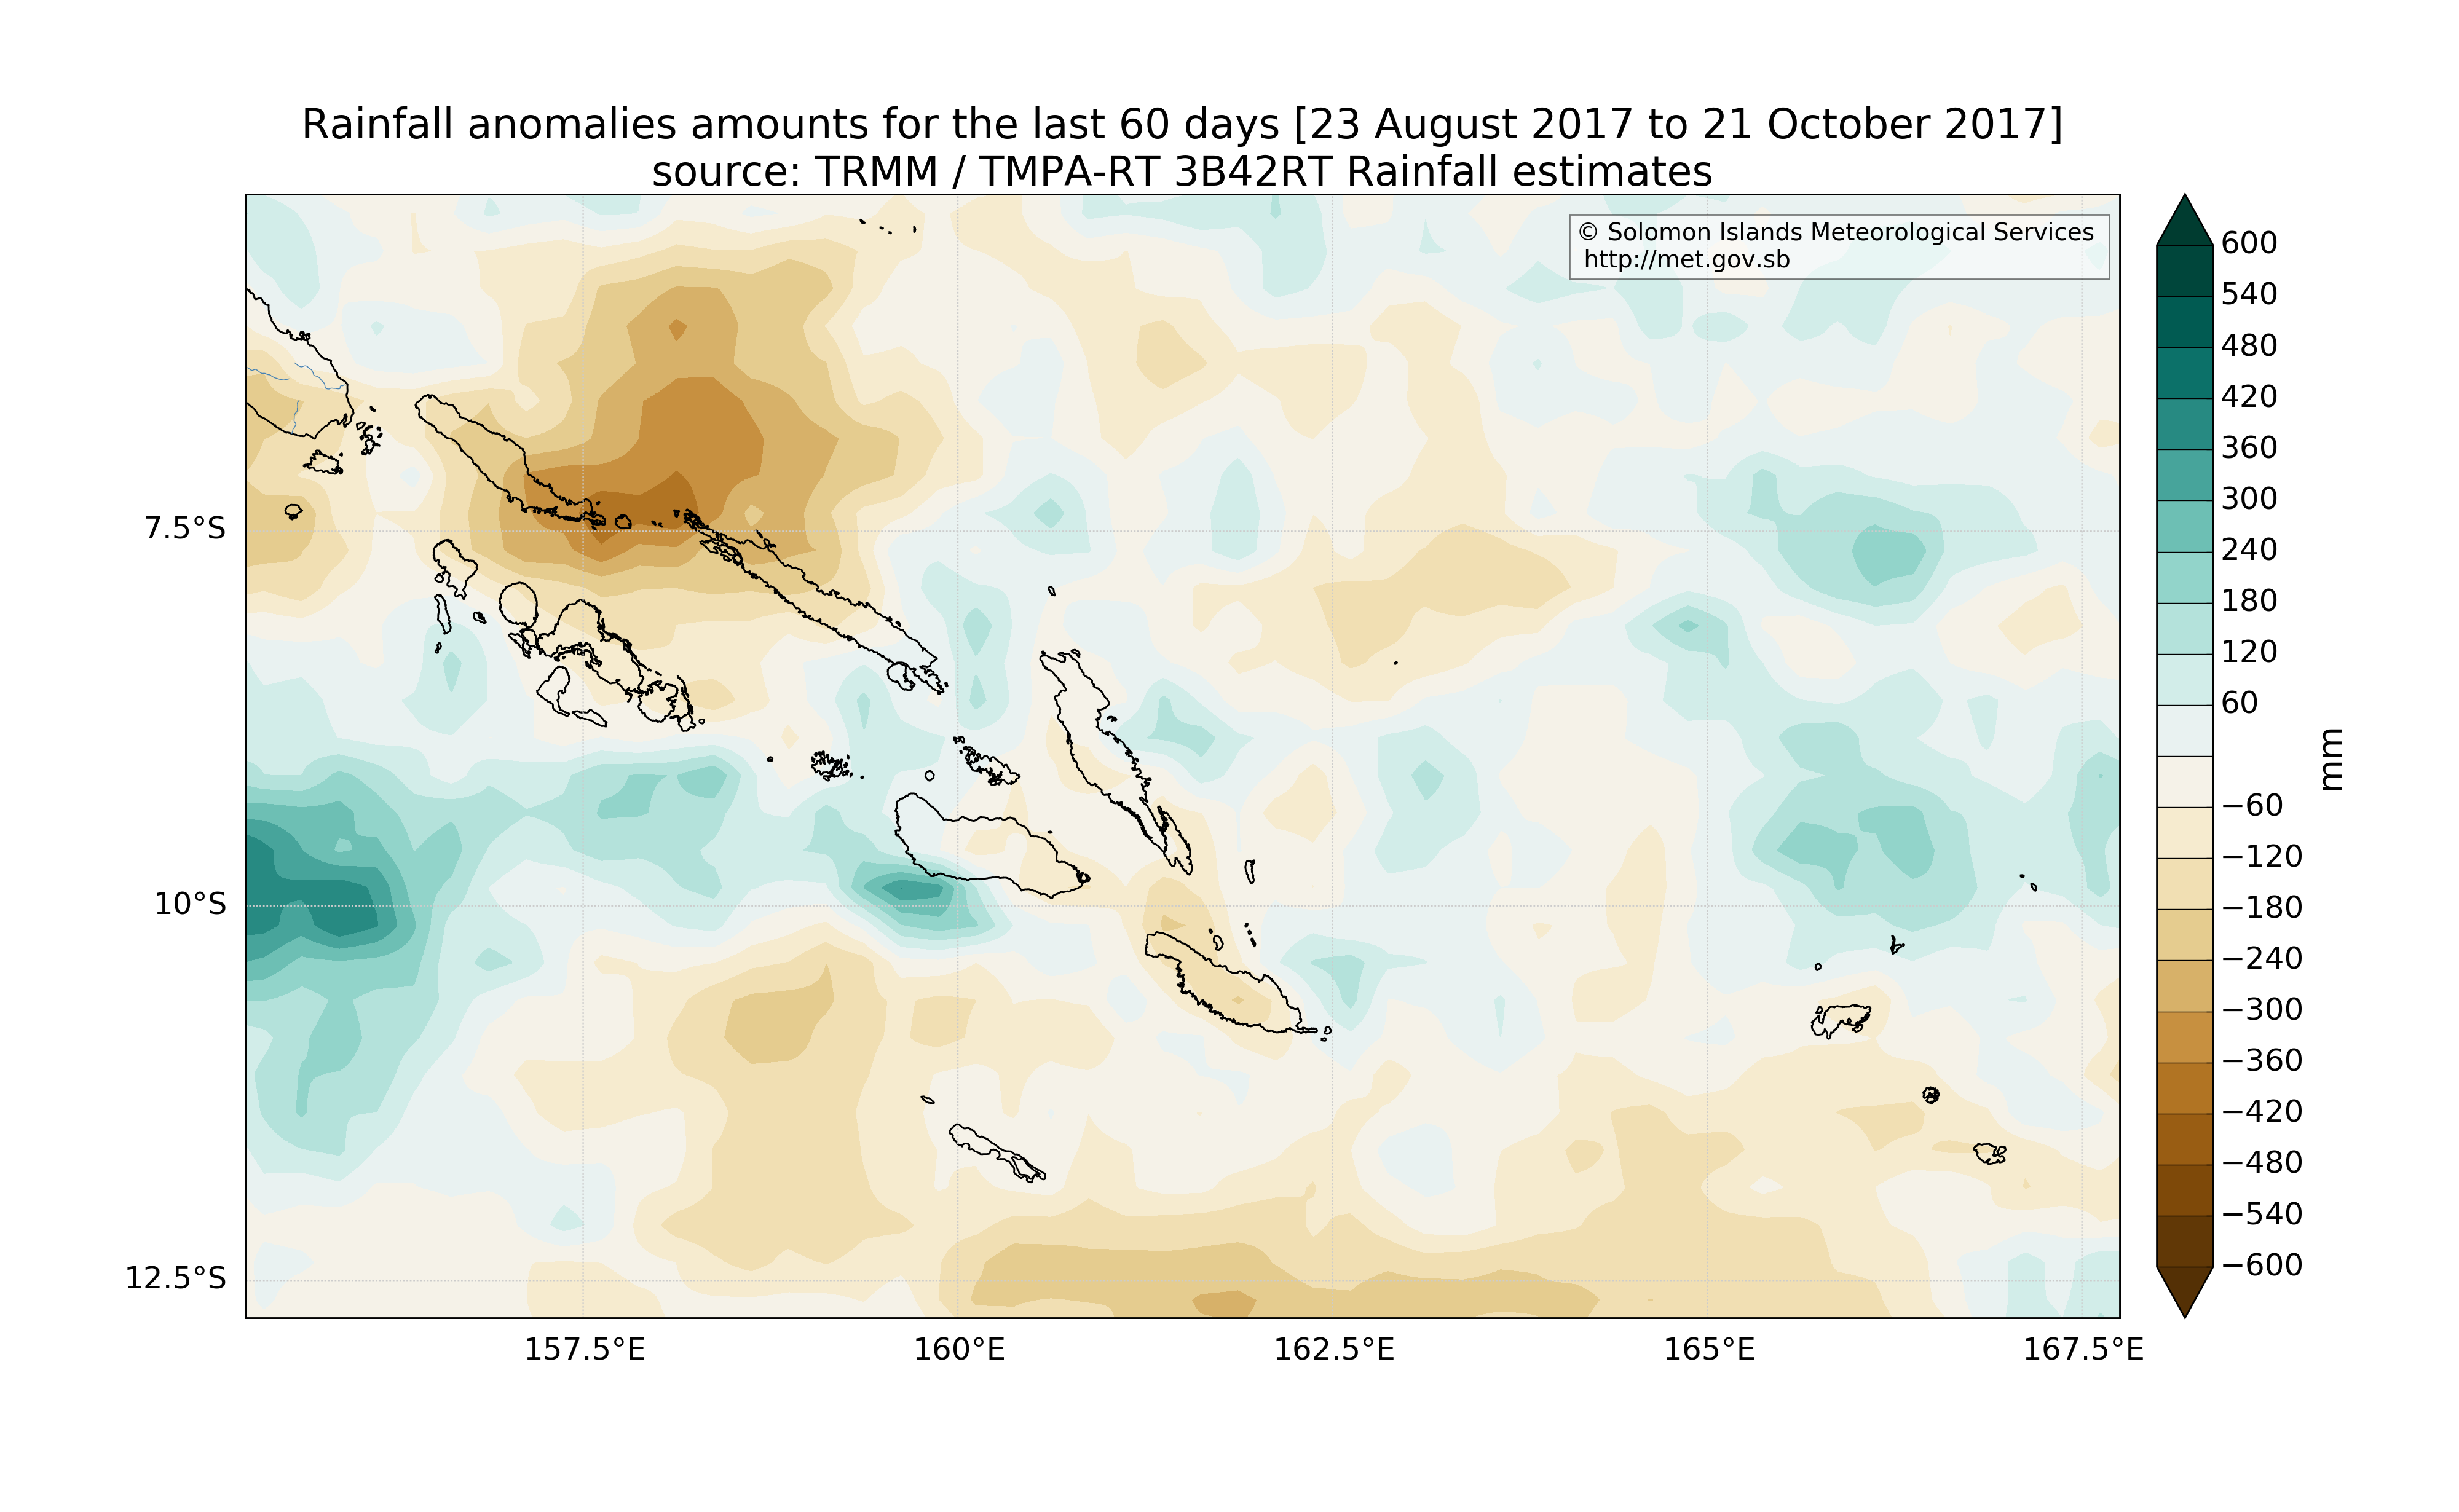 Rainfall anomalies amounts for the last 60 days [23 August 2017 to 21 October 2017]
source: TRMM / TMPA-RT 3B42RT Rainfall estimates
© Solomon Islands Meteorological Services
http://met.gov.sb
7.5°S
10°S
12.5°S
157.5°E
160°E
162.5°E
165°E
167.5°E
600
540
480
420
360
300
240
180
120
60
−60
−120
−180
−240
−300
−360
−420
−480
−540
−600
mm